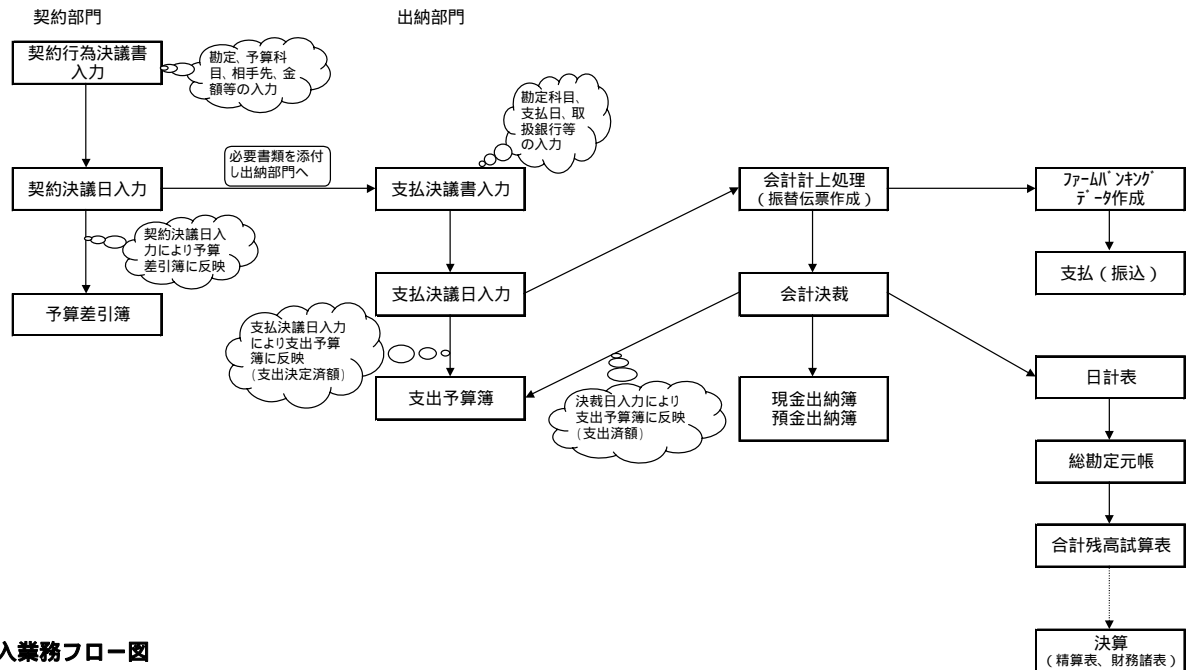 契約部門
出納部門
契約行為決議書
入力
勘定、予算科
目、相手先、金
額等の入力
勘定科目、
支払日、取
扱銀行等
の入力
必要書類を添付
し出納部門へ
契約決議日入力
支払決議書入力
会計計上処理
（振替伝票作成）
ﾌｧｰﾑﾊﾞﾝｷﾝｸﾞ
ﾃﾞｰﾀ作成
契約決議日入
力により予算
差引簿に反映
支払（振込）
予算差引簿
支払決議日入力
会計決裁
支払決議日入力
により支出予算
簿に反映
(支出決定済額)
支出予算簿
決裁日入力により
支出予算簿に反映
(支出済額)
現金出納簿
預金出納簿
日計表
総勘定元帳
合計残高試算表
決算
（精算表、財務諸表）
入業務フロー図